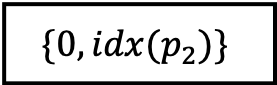 {0, idx(p₂)}